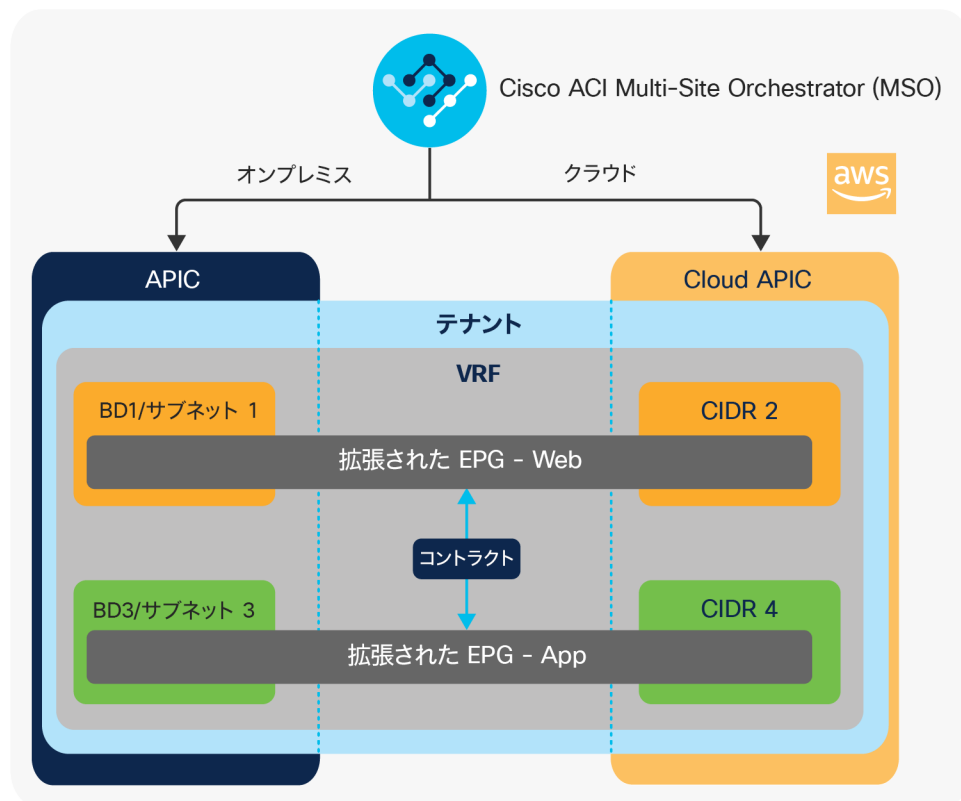 Cisco ACI Multi-Site Orchestrator (MSO)
オンプレミス
クラウド
aws
APIC
Cloud APIC
テナント
VRF
BD1/サブネット 1
CIDR 2
拡張された EPG - Web
コントラクト
BD3/サブネット 3
CIDR 4
拡張された EPG - App